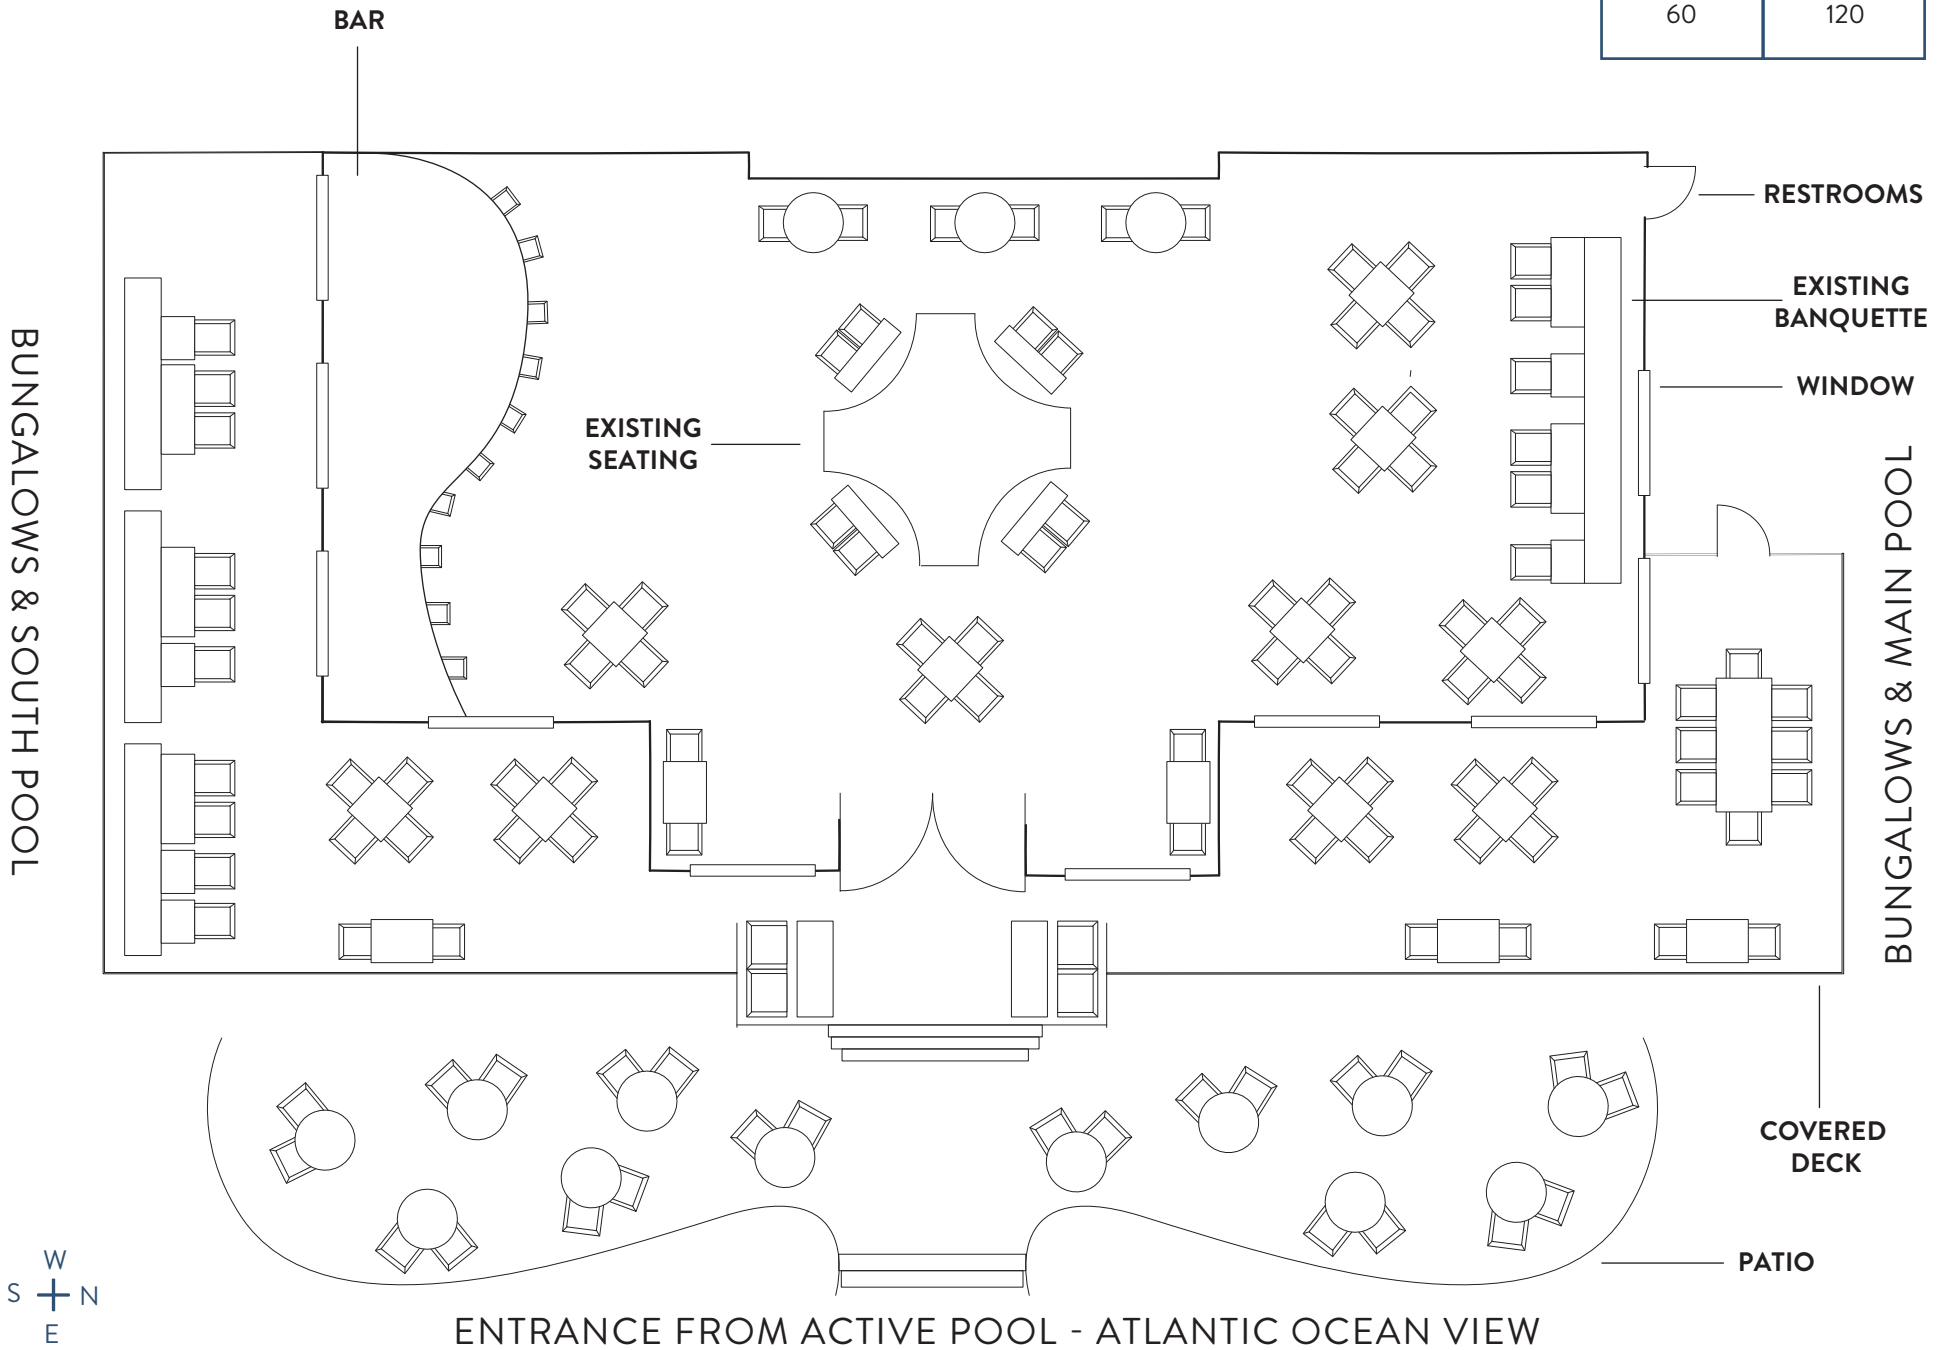 BAR
60
120
RESTROOMS
EXISTING
BANQUETTE
WINDOW
EXISTING
SEATING
BUNGALOWS & SOUTH POOL
BUNGALOWS & MAIN POOL
COVERED
DECK
PATIO
W
S
N
E
ENTRANCE FROM ACTIVE POOL - ATLANTIC OCEAN VIEW